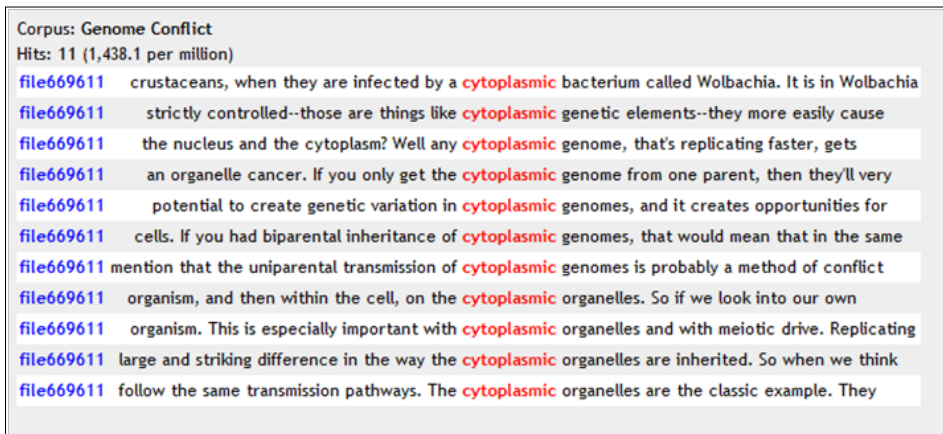 Corpus: Genome Conflict
Hits: 11 (1,438.1 per million)
file669611 crustaceans, when they are infected by a cytoplasmic bacterium called Wolbachia. It is in Wolbachia
file669611 strictly controlled--those are things like cytoplasmic genetic elements--they more easily cause
file669611 the nucleus and the cytoplasm? Well any cytoplasmic genome, that's replicating faster, gets
file669611 an organelle cancer. If you only get the cytoplasmic genome from one parent, then they'll very
file669611 potential to create genetic variation in cytoplasmic genomes, and it creates opportunities for
file669611 cells. If you had biparental inheritance of cytoplasmic genomes, that would mean that in the same
file669611 mention that the uniparental transmission of cytoplasmic genomes is probably a method of conflict
file669611 organism, and then within the cell, on the cytoplasmic organelles. So if we look into our own
file669611 organism. This is especially important with cytoplasmic organelles and with meiotic drive. Replicating
file669611 large and striking difference in the way the cytoplasmic organelles are inherited. So when we think
file669611 follow the same transmission pathways. The cytoplasmic organelles are the classic example. They